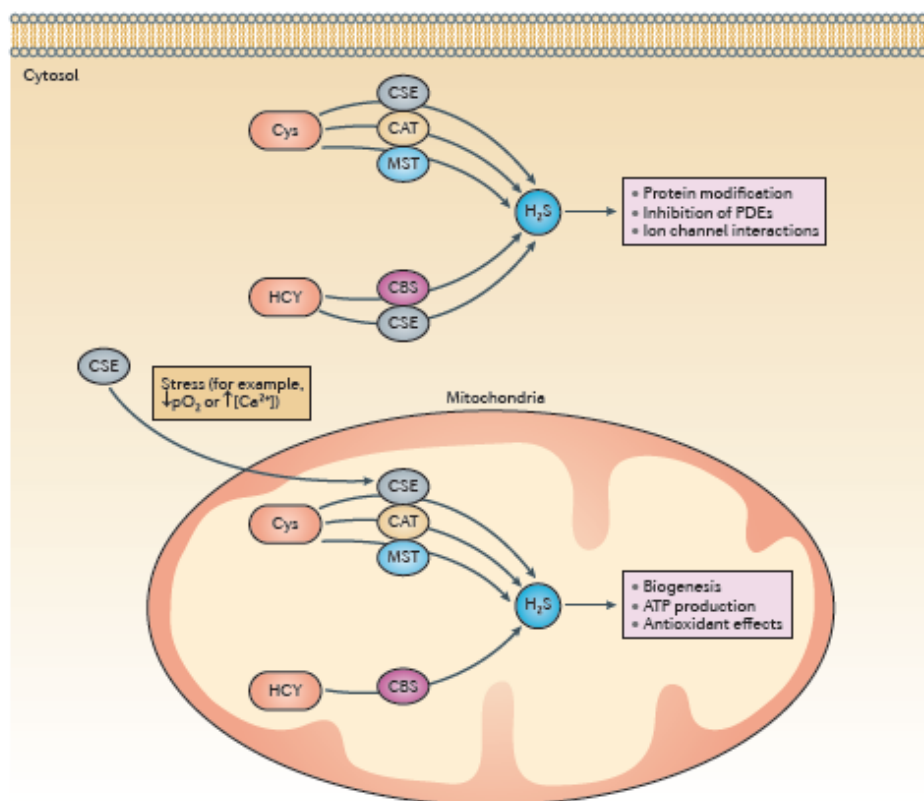 Cytosol
CSE
Cys
CAT
MST
H₂S
• Protein modification
• Inhibition of PDEs
• Ion channel interactions
HCY
CBS
CSE
CSE
Stress (for example,
↓pO₂ or ↑[Ca²⁺])
Mitochondria
CSE
Cys
CAT
MST
H₂S
• Biogenesis
• ATP production
• Antioxidant effects
HCY
CBS